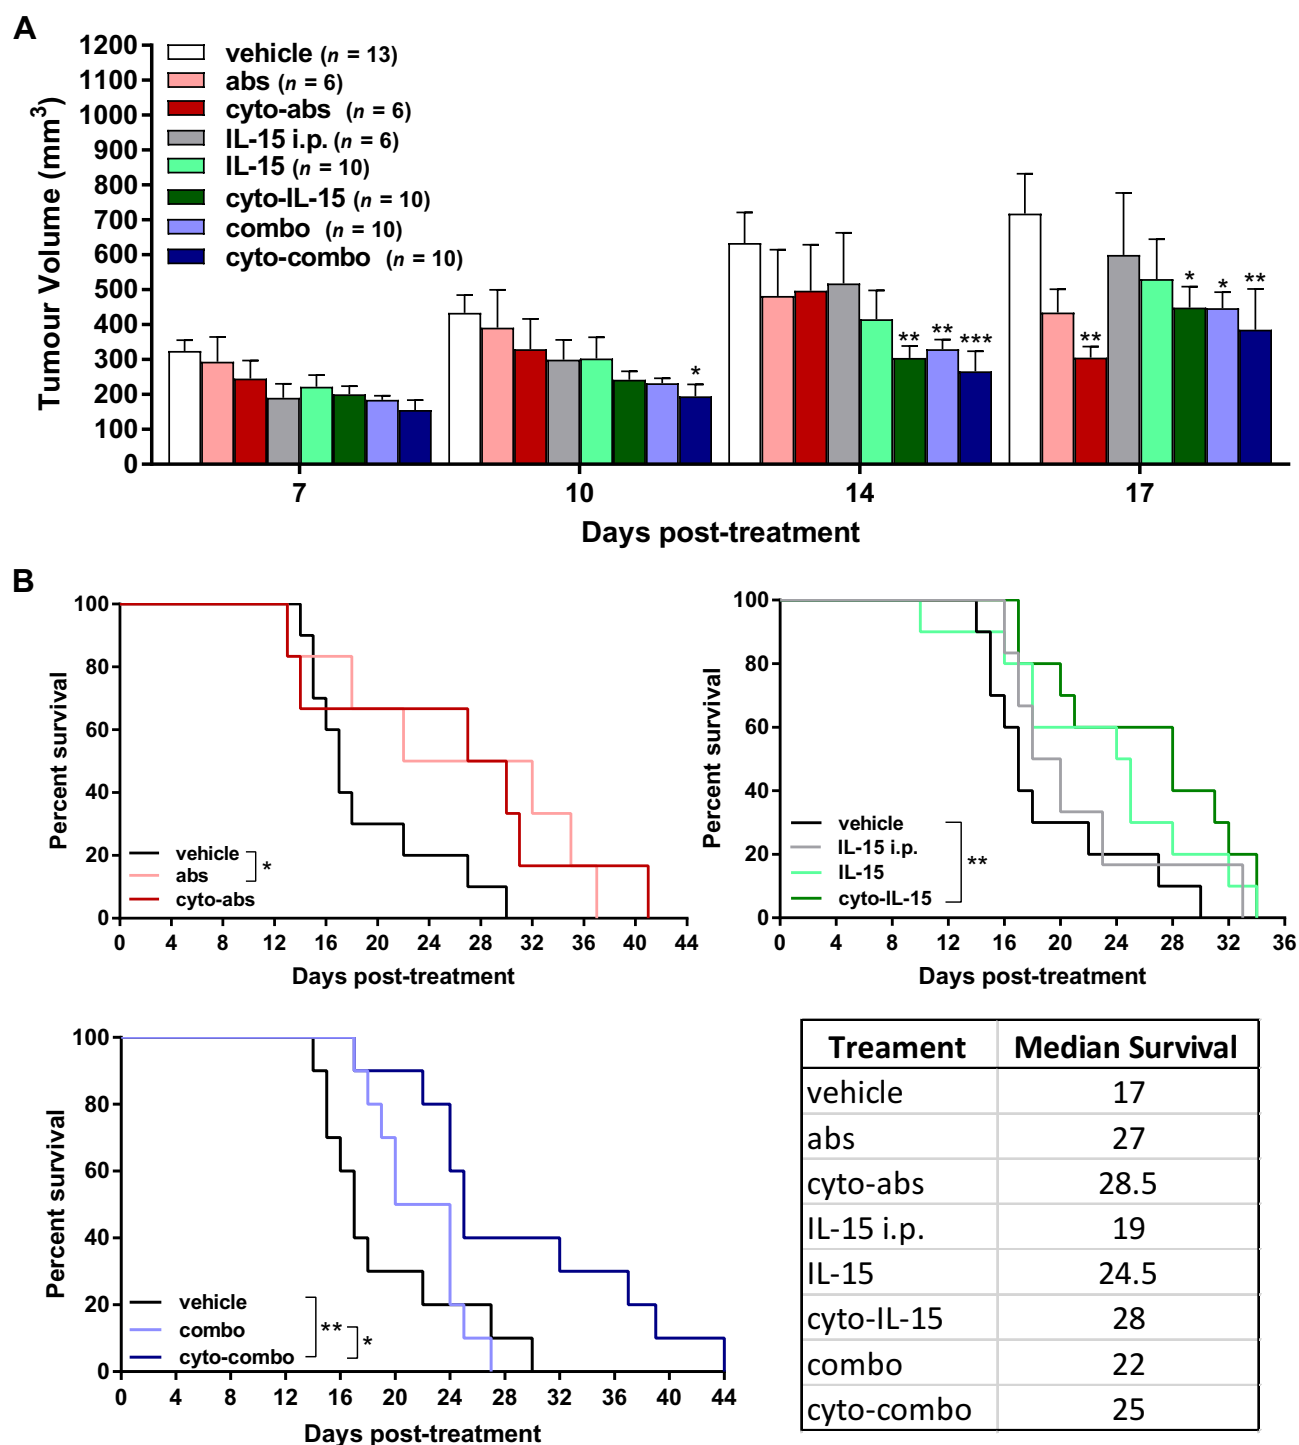 A
1200
1100
1000
900
800
700
600
500
400
300
200
100
0
Tumour Volume (mm³)
vehicle (n = 13)
abs (n = 6)
cyto-abs (n = 6)
IL-15 i.p. (n = 6)
IL-15 (n = 10)
cyto-IL-15 (n = 10)
combo (n = 10)
cyto-combo (n = 10)
*
** ** ***
** * * **
7 10 14 17
Days post-treatment
B
100
80
60
40
20
0
Percent survival
vehicle
abs
cyto-abs
*
0 4 8 12 16 20 24 28 32 36 40 44
Days post-treatment
100
80
60
40
20
0
Percent survival
vehicle
IL-15 i.p.
IL-15
cyto-IL-15
**
0 4 8 12 16 20 24 28 32 36
Days post-treatment
100
80
60
40
20
0
Percent survival
vehicle
combo
cyto-combo
** *
0 4 8 12 16 20 24 28 32 36 40 44
Days post-treatment
Treament Median Survival
vehicle 17
abs 27
cyto-abs 28.5
IL-15 i.p. 19
IL-15 24.5
cyto-IL-15 28
combo 22
cyto-combo 25